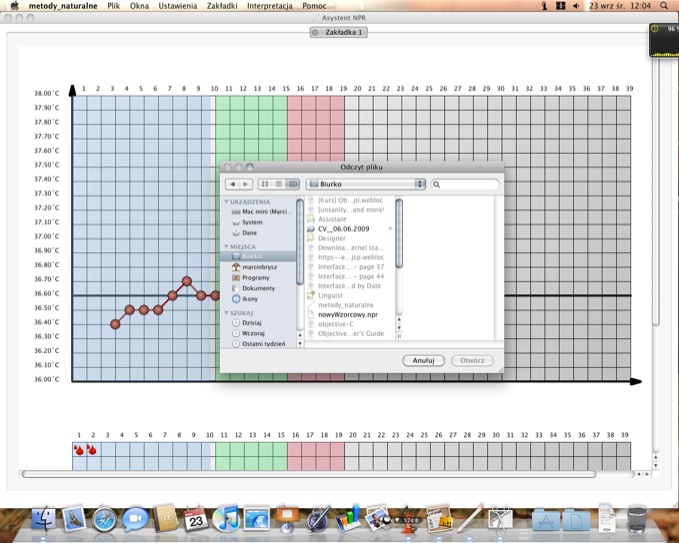 metody_naturalne Plik Okna Ustawienia Zakładki Interpretacja Pomoc 23 wrz śr. 12:04
Asystent NPR
Zakładka 1
1 2 3 4 5 6 7 8 9 10 11 12 13 14 15 16 17 18 19 20 21 22 23 24 25 26 27 28 29 30 31 32 33 34 35 36 37 38 39
38.00°C
37.90°C
37.80°C
37.70°C
37.60°C
37.50°C
37.40°C
37.30°C
37.20°C
37.10°C
37.00°C
36.90°C
36.80°C
36.70°C
36.60°C
36.50°C
36.40°C
36.30°C
36.20°C
36.10°C
36.00°C
Odczyt pliku
Biurko
URZĄDZENIA
Mac mini (Marci...
System
Dane
MIEJSCA
Biurko
marcinbrysz
Programy
Dokumenty
ikony
SZUKAJ
Dzisiaj
Wczoraj
Ostatni tydzień
[Kurs] Ob...pl.webloc
[unsanity...and more!
Assistant
CV__06.06.2009
Designer
Downloa...ernel sta...
https--e...jsp.webloc
Interface... - page 37
Interface... - page 44
Interface...d by Date
Linguist
metody_naturalne
nowyWzorcowy.npr
objective-C
Objective...er's Guide
Anuluj Otwórz
1 2 3 4 5 6 7 8 9 10 11 12 13 14 15 16 17 18 19 20 21 22 23 24 25 26 27 28 29 30 31 32 33 34 35 36 37 38 39
23
PDF